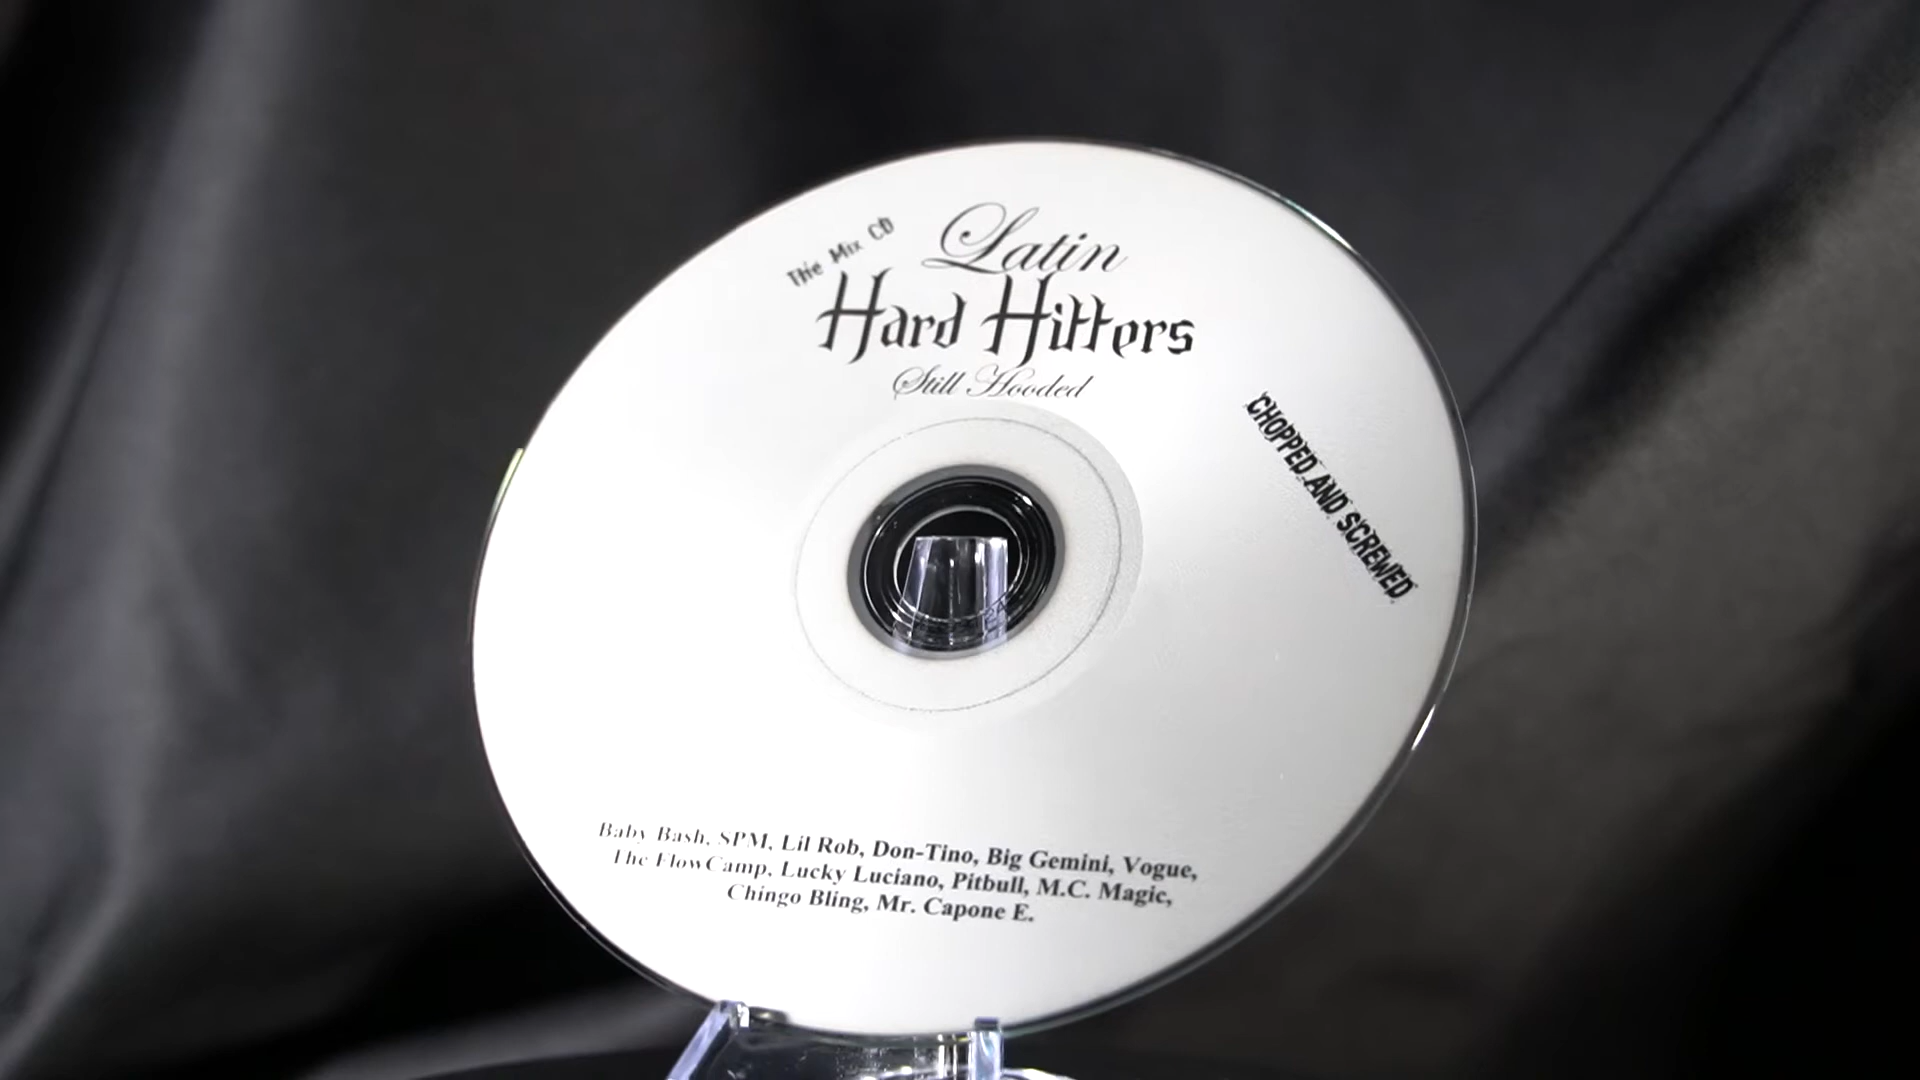 The Mix CD
Latin
Hard Hitters
Still Hooded
CHOPPED AND SCREWED
Baby Bash, SPM, Lil Rob, Don-Tino, Big Gemini, Vogue,
The FlowCamp, Lucky Luciano, Pitbull, M.C. Magic,
Chingo Bling, Mr. Capone E.